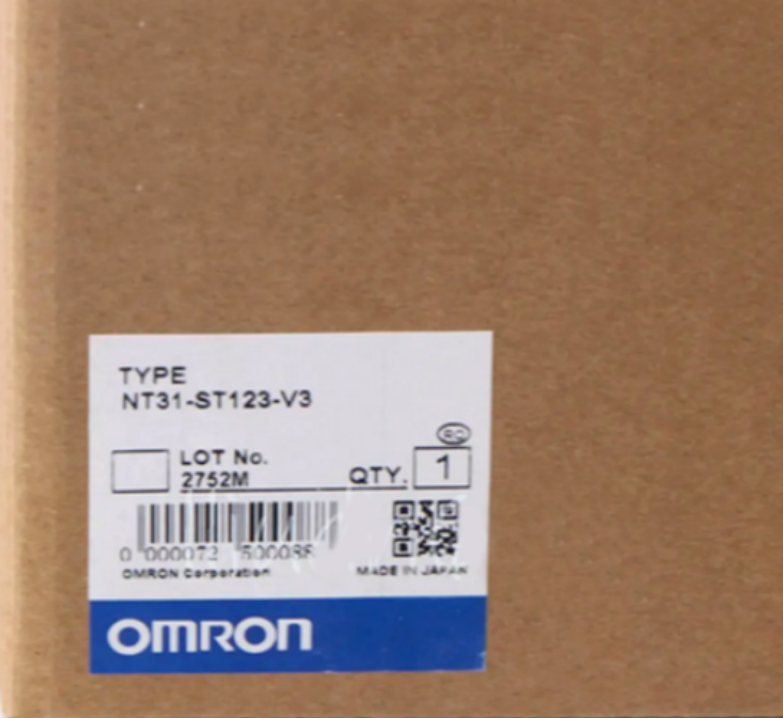 TYPE
NT31-ST123-V3
LOT No.
2752M
QTY. 1
OMRON Corporation
MADE IN JAPAN
OMRON